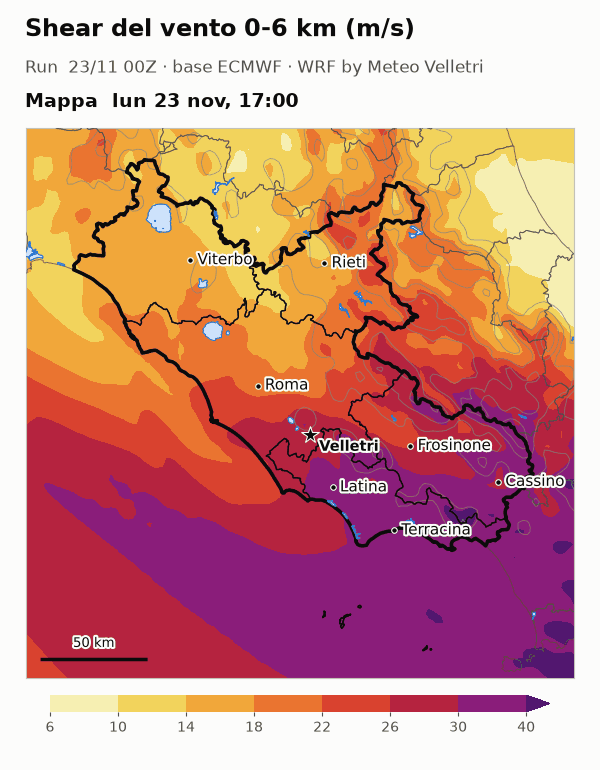 Shear del vento 0-6 km (m/s)
Run  23/11 00Z · base ECMWF · WRF by Meteo Velletri
Mappa  lun 23 nov, 17:00
Viterbo
Rieti
Roma
Velletri
Frosinone
Latina
Cassino
Terracina
50 km
6 10 14 18 22 26 30 40